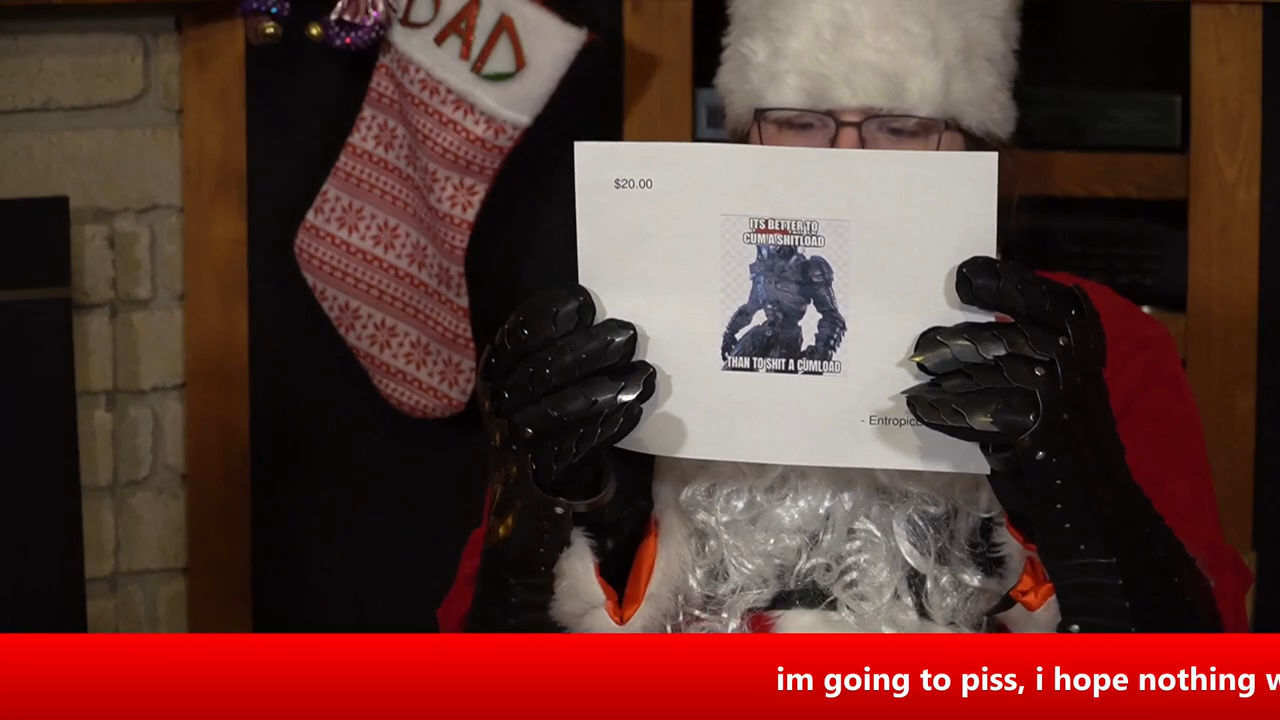 DAD
$20.00
ITS BETTER TO
CUM A SHITLOAD
THAN TO SHIT A CUMLOAD
- Entropic
im going to piss, i hope nothing w